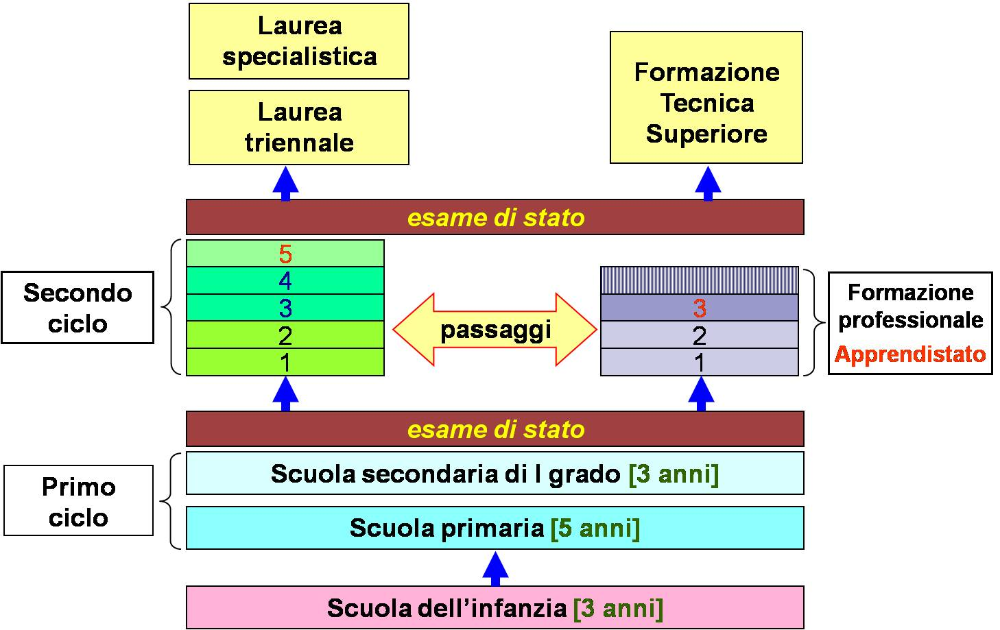 Laurea
specialistica
Laurea
triennale
Formazione
Tecnica
Superiore
esame di stato
Secondo
ciclo
5
4
3
2
1
passaggi
3
2
1
Formazione
professionale
Apprendistato
esame di stato
Primo
ciclo
Scuola secondaria di I grado [3 anni]
Scuola primaria [5 anni]
Scuola dell’infanzia [3 anni]